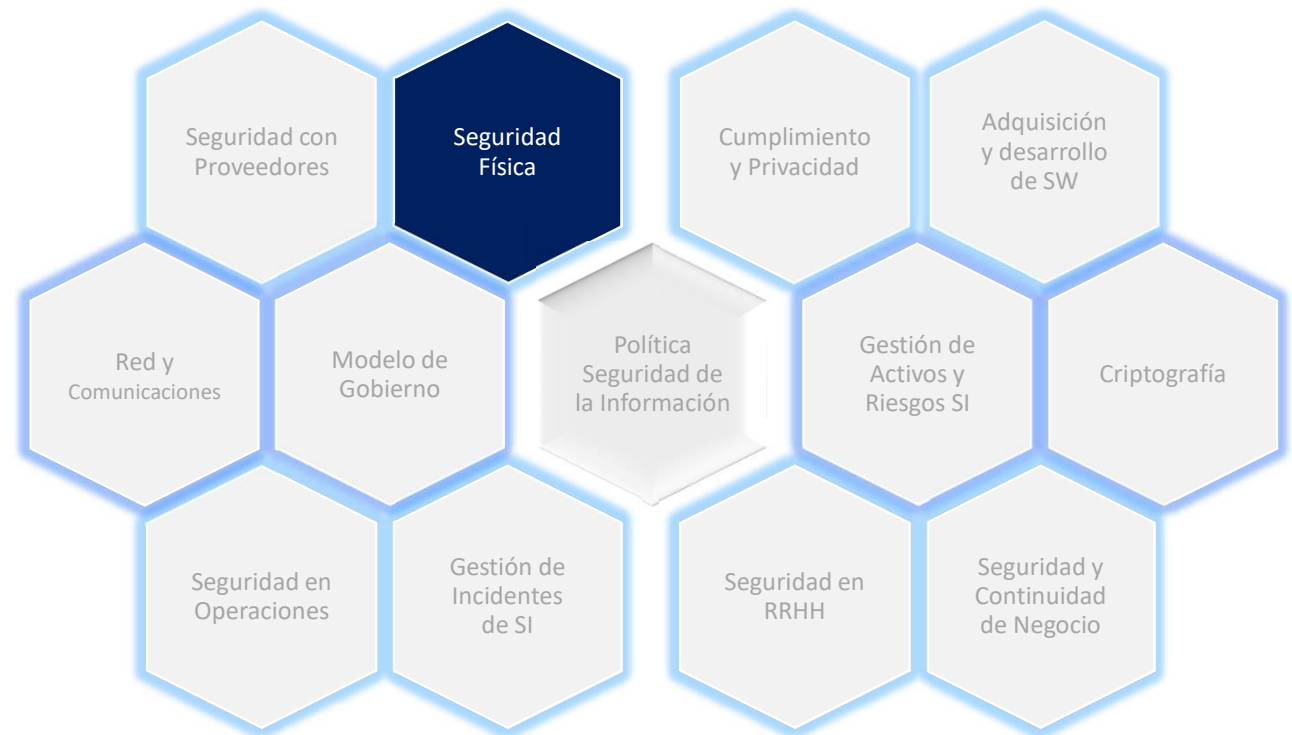 Seguridad con
Proveedores
Seguridad
Física
Cumplimiento
y Privacidad
Adquisición
y desarrollo
de SW
Red y
Comunicaciones
Modelo de
Gobierno
Política
Seguridad de
la Información
Gestión de
Activos y
Riesgos SI
Criptografía
Seguridad en
Operaciones
Gestión de
Incidentes
de SI
Seguridad en
RRHH
Seguridad y
Continuidad
de Negocio